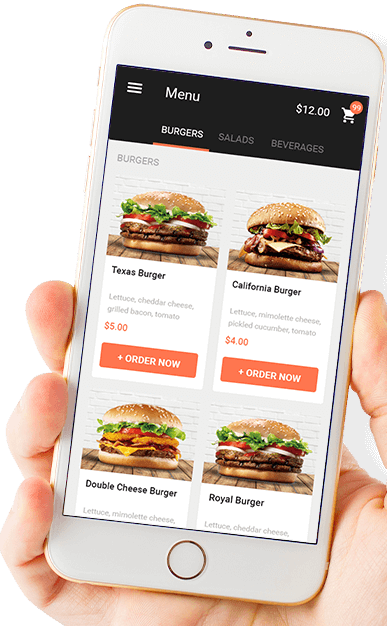 Menu
$12.00
99
BURGERS SALADS BEVERAGES
BURGERS
Texas Burger
Lettuce, cheddar cheese,
grilled bacon, tomato
$5.00
+ ORDER NOW
California Burger
Lettuce, mimolette cheese,
pickled cucumber, tomato
$4.00
+ ORDER NOW
Double Cheese Burger
Lettuce, mimolette cheese,
Royal Burger
Lettuce, cheddar cheese,